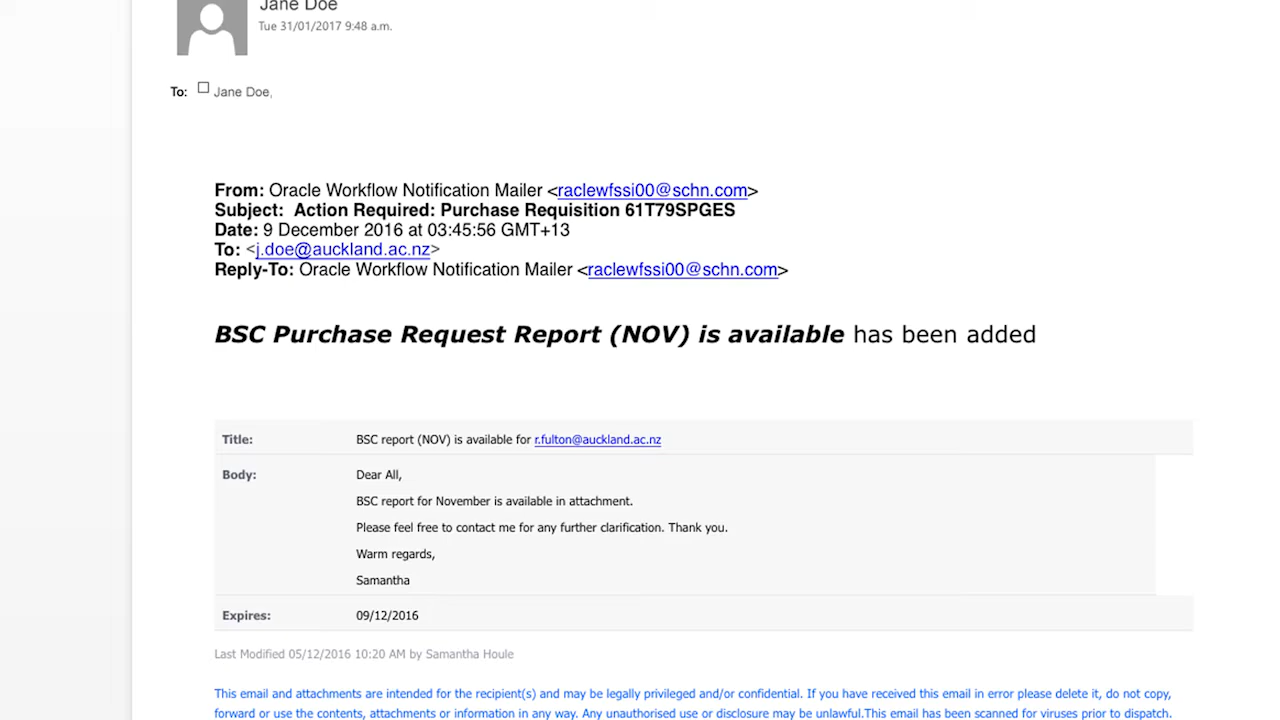 Jane Doe
Tue 31/01/2017 9:48 a.m.
To: Jane Doe,
From: Oracle Workflow Notification Mailer <raclewfssi00@schn.com>
Subject: Action Required: Purchase Requisition 61T79SPGES
Date: 9 December 2016 at 03:45:56 GMT+13
To: <j.doe@auckland.ac.nz>
Reply-To: Oracle Workflow Notification Mailer <raclewfssi00@schn.com>
BSC Purchase Request Report (NOV) is available has been added
Title: BSC report (NOV) is available for r.fulton@auckland.ac.nz
Body: Dear All,
BSC report for November is available in attachment.
Please feel free to contact me for any further clarification. Thank you.
Warm regards,
Samantha
Expires: 09/12/2016
Last Modified 05/12/2016 10:20 AM by Samantha Houle
This email and attachments are intended for the recipient(s) and may be legally privileged and/or confidential. If you have received this email in error please delete it, do not copy,
forward or use the contents, attachments or information in any way. Any unauthorised use or disclosure may be unlawful.This email has been scanned for viruses prior to dispatch.